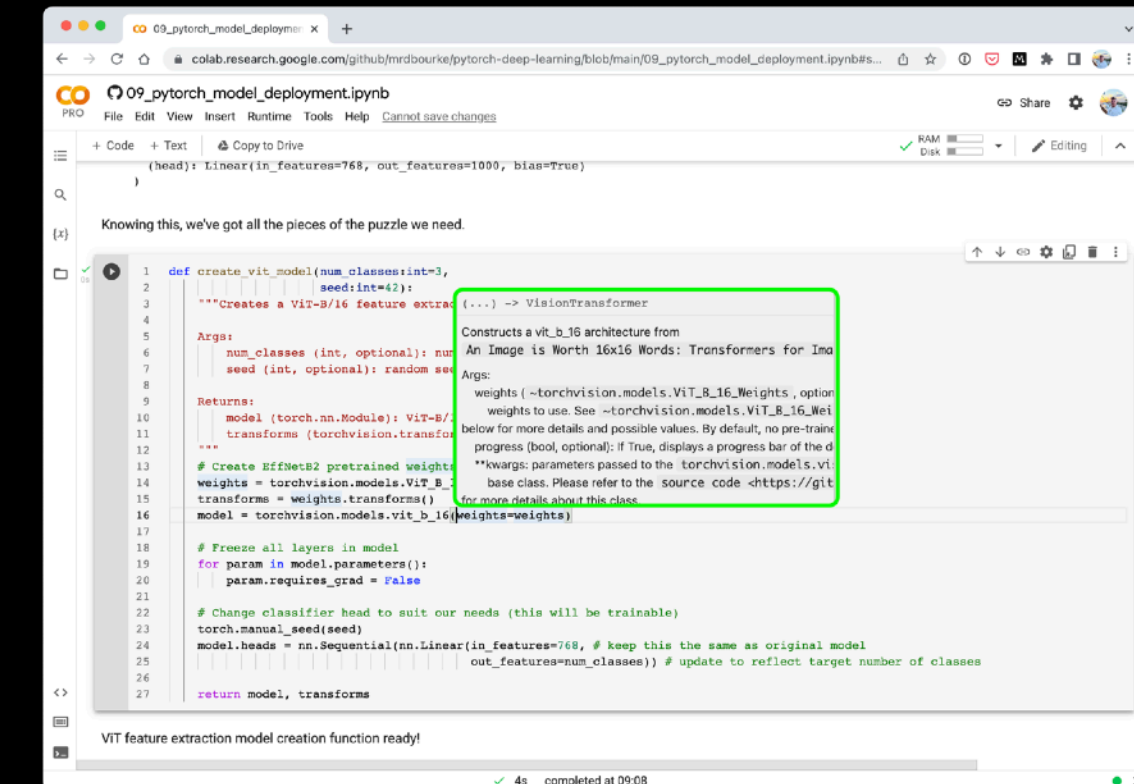 09_pytorch_model_deploymen
colab.research.google.com/github/mrdbourke/pytorch-deep-learning/blob/main/09_pytorch_model_deployment.ipynb#s...
CO
PRO
09_pytorch_model_deployment.ipynb
Share
File Edit View Insert Runtime Tools Help Cannot save changes
+ Code + Text Copy to Drive
RAM
Disk
Editing
(head): Linear(in_features=768, out_features=1000, bias=True)
)
Knowing this, we've got all the pieces of the puzzle we need.
{x}
1 def create_vit_model(num_classes:int=3,
2 seed:int=42):
3 """Creates a ViT-B/16 feature extrac
4
5 Args:
6 num_classes (int, optional): num
7 seed (int, optional): random see
8
9 Returns:
10 model (torch.nn.Module): ViT-B/
11 transforms (torchvision.transfor
12 """
13 # Create EffNetB2 pretrained weights
14 weights = torchvision.models.ViT_B_
15 transforms = weights.transforms()
16 model = torchvision.models.vit_b_16(weights=weights)
17
18 # Freeze all layers in model
19 for param in model.parameters():
20 param.requires_grad = False
21
22 # Change classifier head to suit our needs (this will be trainable)
23 torch.manual_seed(seed)
24 model.heads = nn.Sequential(nn.Linear(in_features=768, # keep this the same as original model
25 out_features=num_classes)) # update to reflect target number of classes
26
27 return model, transforms
(...) -> VisionTransformer
Constructs a vit_b_16 architecture from
An Image is Worth 16x16 Words: Transformers for Ima
Args:
weights ( ~torchvision.models.ViT_B_16_Weights , option
weights to use. See ~torchvision.models.ViT_B_16_Wei
below for more details and possible values. By default, no pre-traine
progress (bool, optional): If True, displays a progress bar of the d
**kwargs: parameters passed to the torchvision.models.vi
base class. Please refer to the source code <https://git
for more details about this class.
ViT feature extraction model creation function ready!
4s completed at 09:08